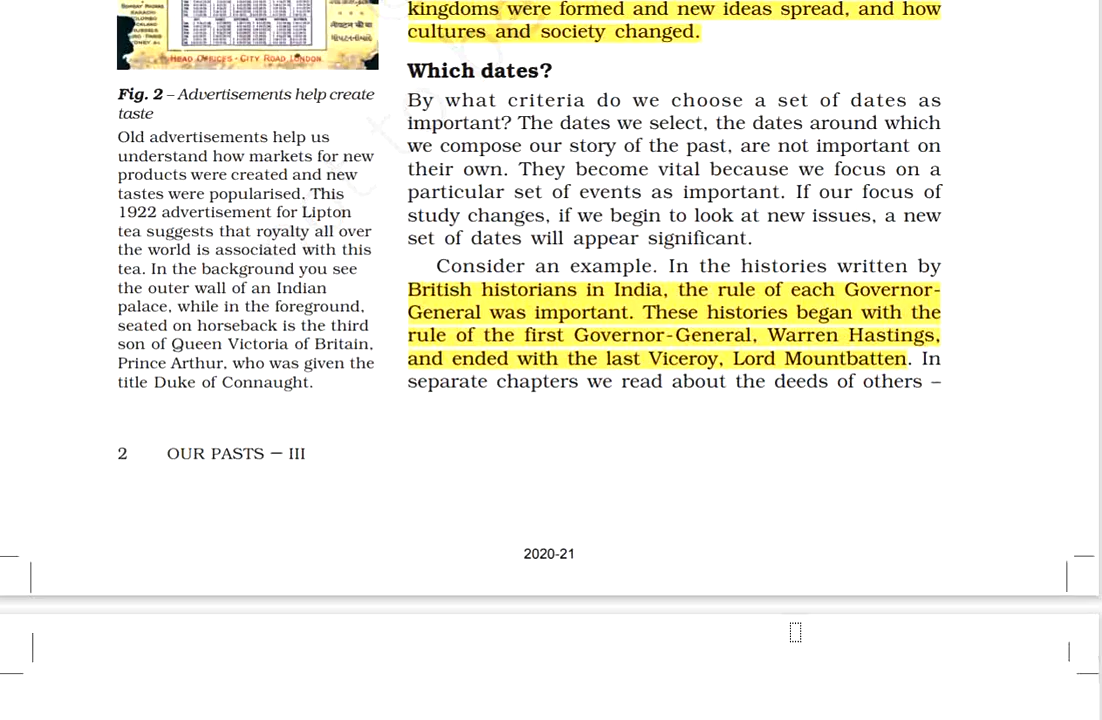 HEAD OFFICES - CITY ROAD LONDON
Fig. 2 – Advertisements help create
taste
Old advertisements help us
understand how markets for new
products were created and new
tastes were popularised. This
1922 advertisement for Lipton
tea suggests that royalty all over
the world is associated with this
tea. In the background you see
the outer wall of an Indian
palace, while in the foreground,
seated on horseback is the third
son of Queen Victoria of Britain,
Prince Arthur, who was given the
title Duke of Connaught.
kingdoms were formed and new ideas spread, and how
cultures and society changed.
Which dates?
By what criteria do we choose a set of dates as
important? The dates we select, the dates around which
we compose our story of the past, are not important on
their own. They become vital because we focus on a
particular set of events as important. If our focus of
study changes, if we begin to look at new issues, a new
set of dates will appear significant.
Consider an example. In the histories written by
British historians in India, the rule of each Governor-
General was important. These histories began with the
rule of the first Governor-General, Warren Hastings,
and ended with the last Viceroy, Lord Mountbatten. In
separate chapters we read about the deeds of others –
2 OUR PASTS – III
2020-21